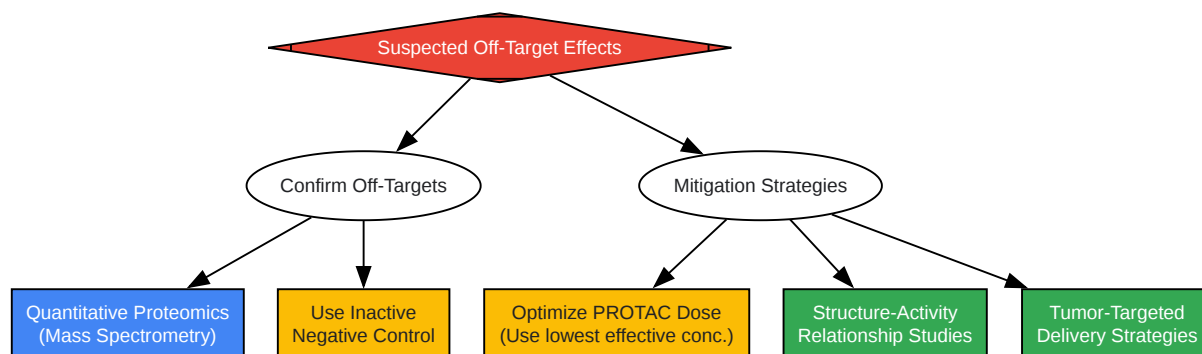 Suspected Off-Target Effects
Confirm Off-Targets
Mitigation Strategies
Quantitative Proteomics
(Mass Spectrometry)
Use Inactive
Negative Control
Optimize PROTAC Dose
(Use lowest effective conc.)
Structure-Activity
Relationship Studies
Tumor-Targeted
Delivery Strategies